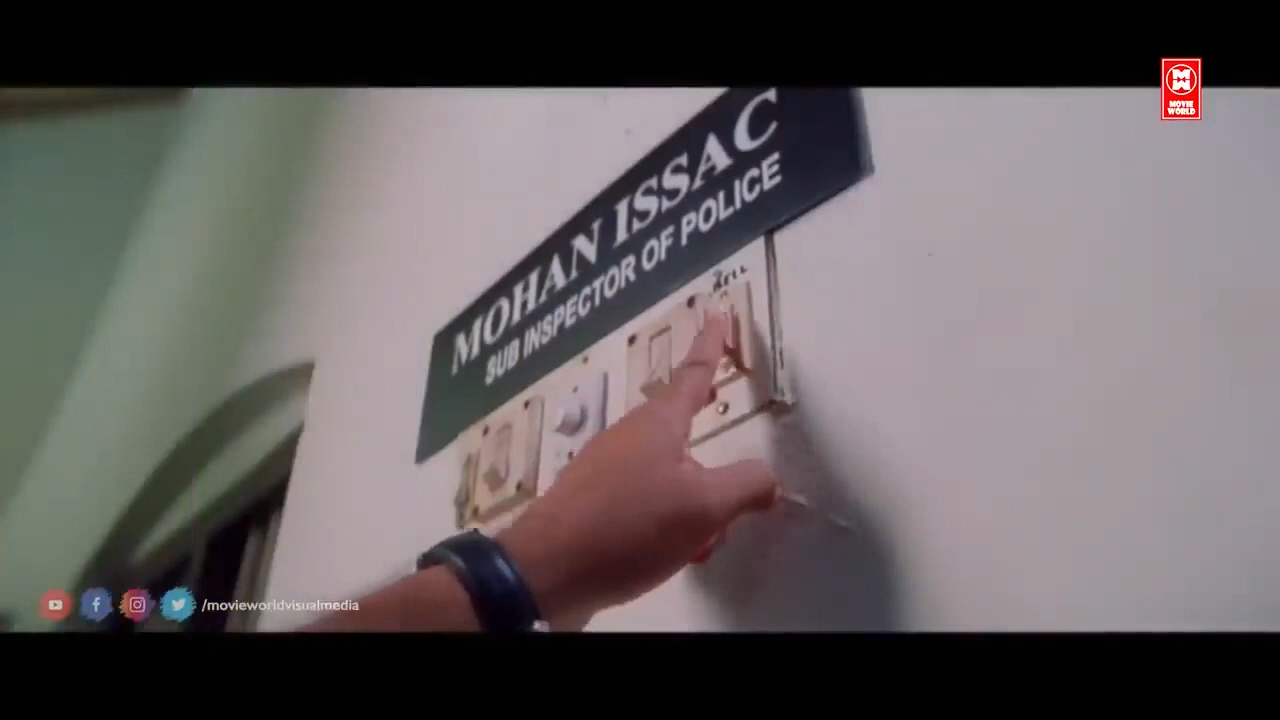 MOVIE
WORLD
MOHAN ISSAC
SUB INSPECTOR OF POLICE
/movieworldvisualmedia